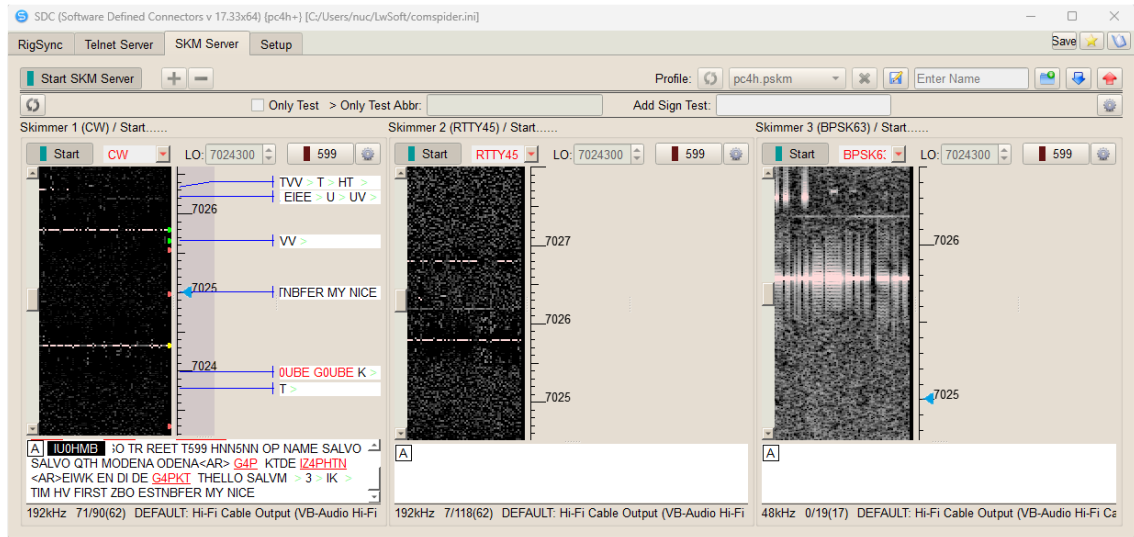 SDC (Software Defined Connectors v 17.33x64) {pc4h+} [C:/Users/nuc/LwSoft/comspider.ini]
RigSync Telnet Server SKM Server Setup Save
Start SKM Server Profile: pc4h.pskm Enter Name
Only Test > Only Test Abbr: Add Sign Test:
Skimmer 1 (CW) / Start...... Skimmer 2 (RTTY45) / Start...... Skimmer 3 (BPSK63) / Start......
Start CW LO: 7024300 599 Start RTTY45 LO: 7024300 599 Start BPSK6: LO: 7024300 599
TVV > T > HT >
EIEE > U > UV >
7026
VV >
7027
7026
7025
TNBFER MY NICE
7026
7024
0UBE G0UBE K >
T >
7025
7025
A IU0HMB GO TR REET T599 HNN5NN OP NAME SALVO
SALVO QTH MODENA ODENA<AR> G4P KTDE IZ4PHTN
<AR>EIWK EN DI DE G4PKT THELLO SALVM > 3 > IK >
TIM HV FIRST ZBO ESTNBFER MY NICE
A
A
192kHz 71/90(62) DEFAULT: Hi-Fi Cable Output (VB-Audio Hi-Fi
192kHz 7/118(62) DEFAULT: Hi-Fi Cable Output (VB-Audio Hi-Fi
48kHz 0/19(17) DEFAULT: Hi-Fi Cable Output (VB-Audio Hi-Fi Ca